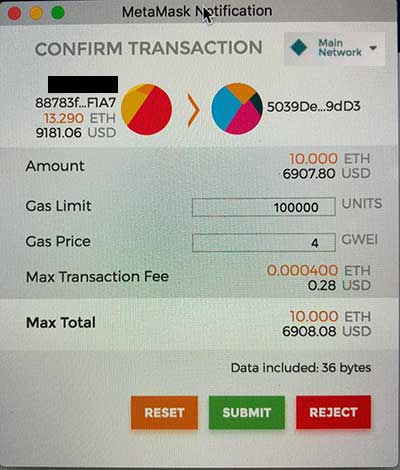 MetaMask Notification
CONFIRM TRANSACTION
Main
Network
88783f...F1A7
13.290 ETH
9181.06 USD
5039De...9dD3
Amount
10.000 ETH
6907.80 USD
Gas Limit
100000 UNITS
Gas Price
4 GWEI
Max Transaction Fee
0.000400 ETH
0.28 USD
Max Total
10.000 ETH
6908.08 USD
Data included: 36 bytes
RESET
SUBMIT
REJECT